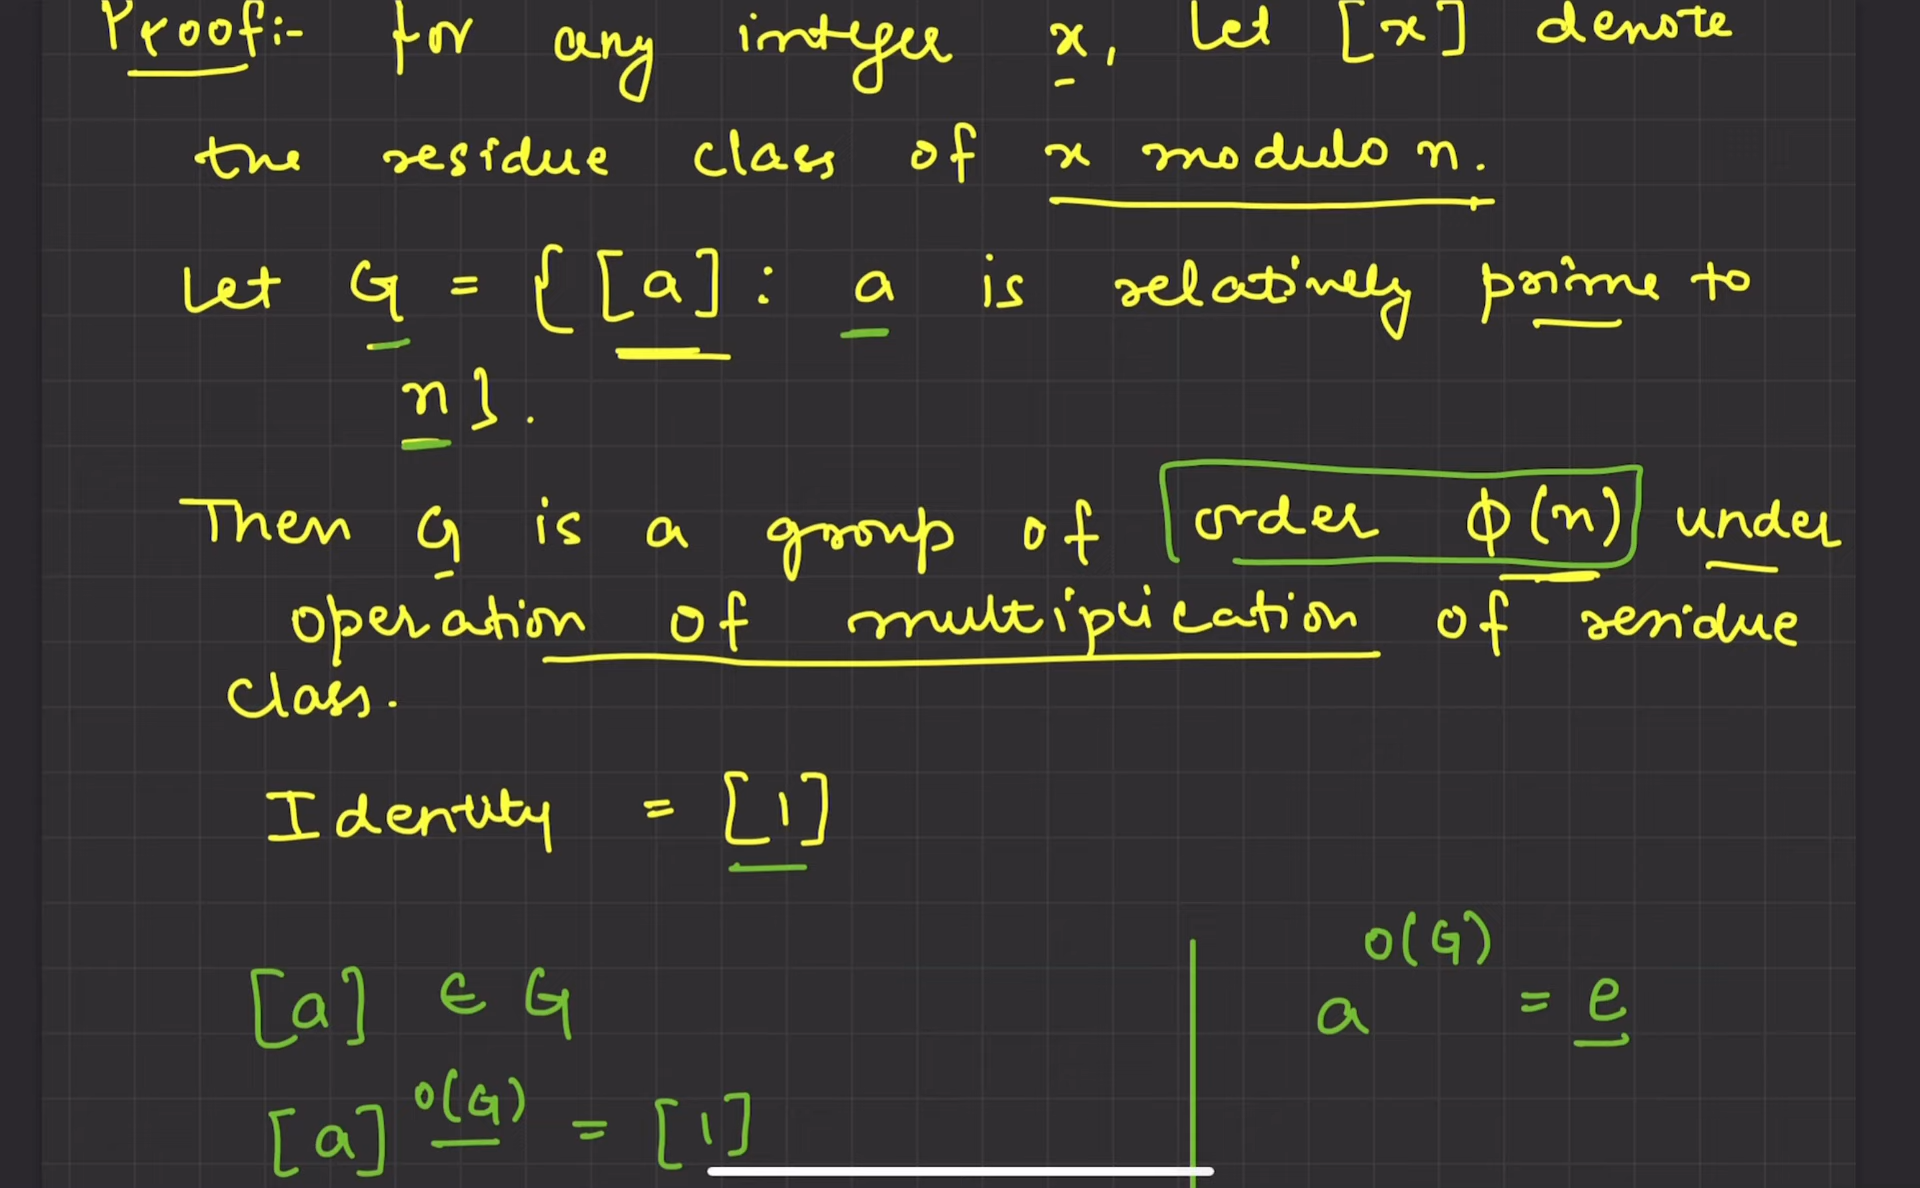 Proof:- for any integer x, Let [x] denote
the residue class of x modulo n.
Let G = { [a] : a is relatively prime to
n}.
Then G is a group of order ϕ(n) under
operation of multiplication of residue
class.
Identity = [1]
[a] ∈ G
a^o(G) = e
[a]^o(G) = [1]